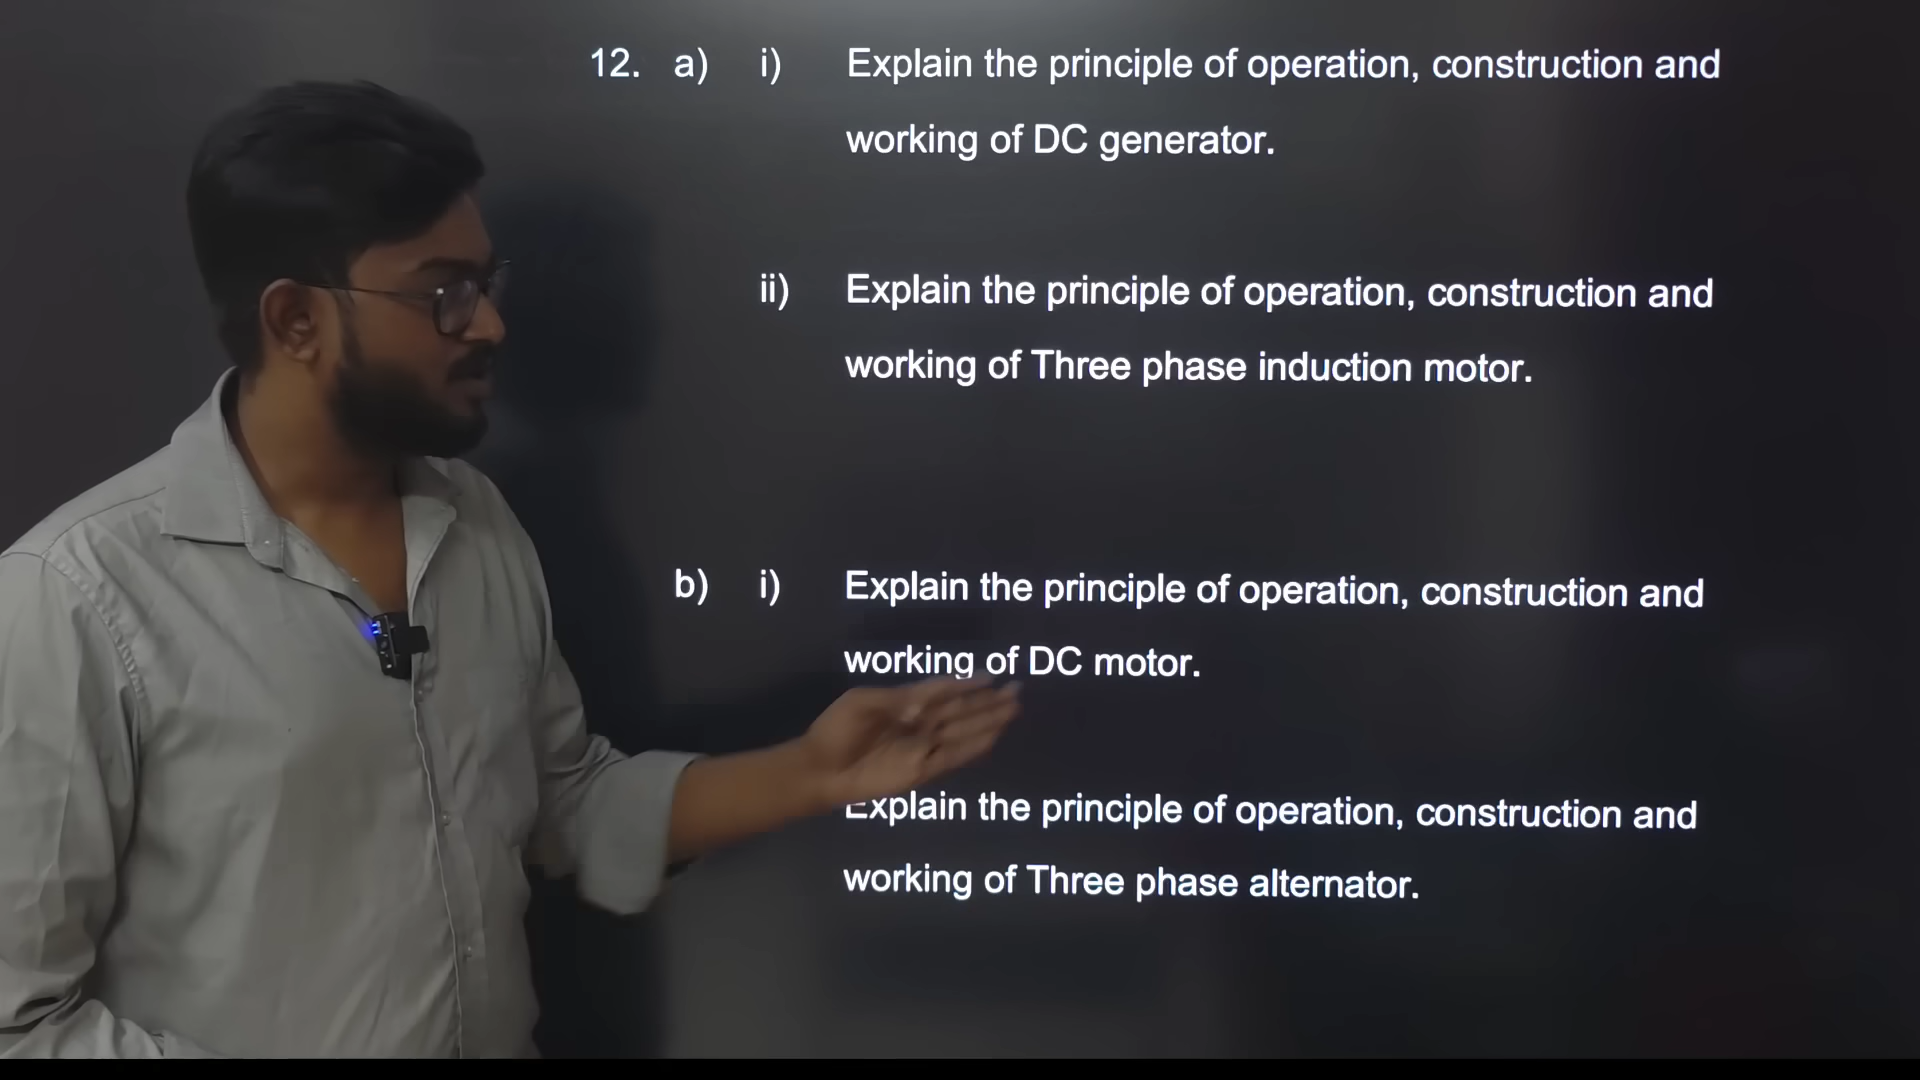 12. a) i) Explain the principle of operation, construction and
working of DC generator.
ii) Explain the principle of operation, construction and
working of Three phase induction motor.
b) i) Explain the principle of operation, construction and
working of DC motor.
Explain the principle of operation, construction and
working of Three phase alternator.